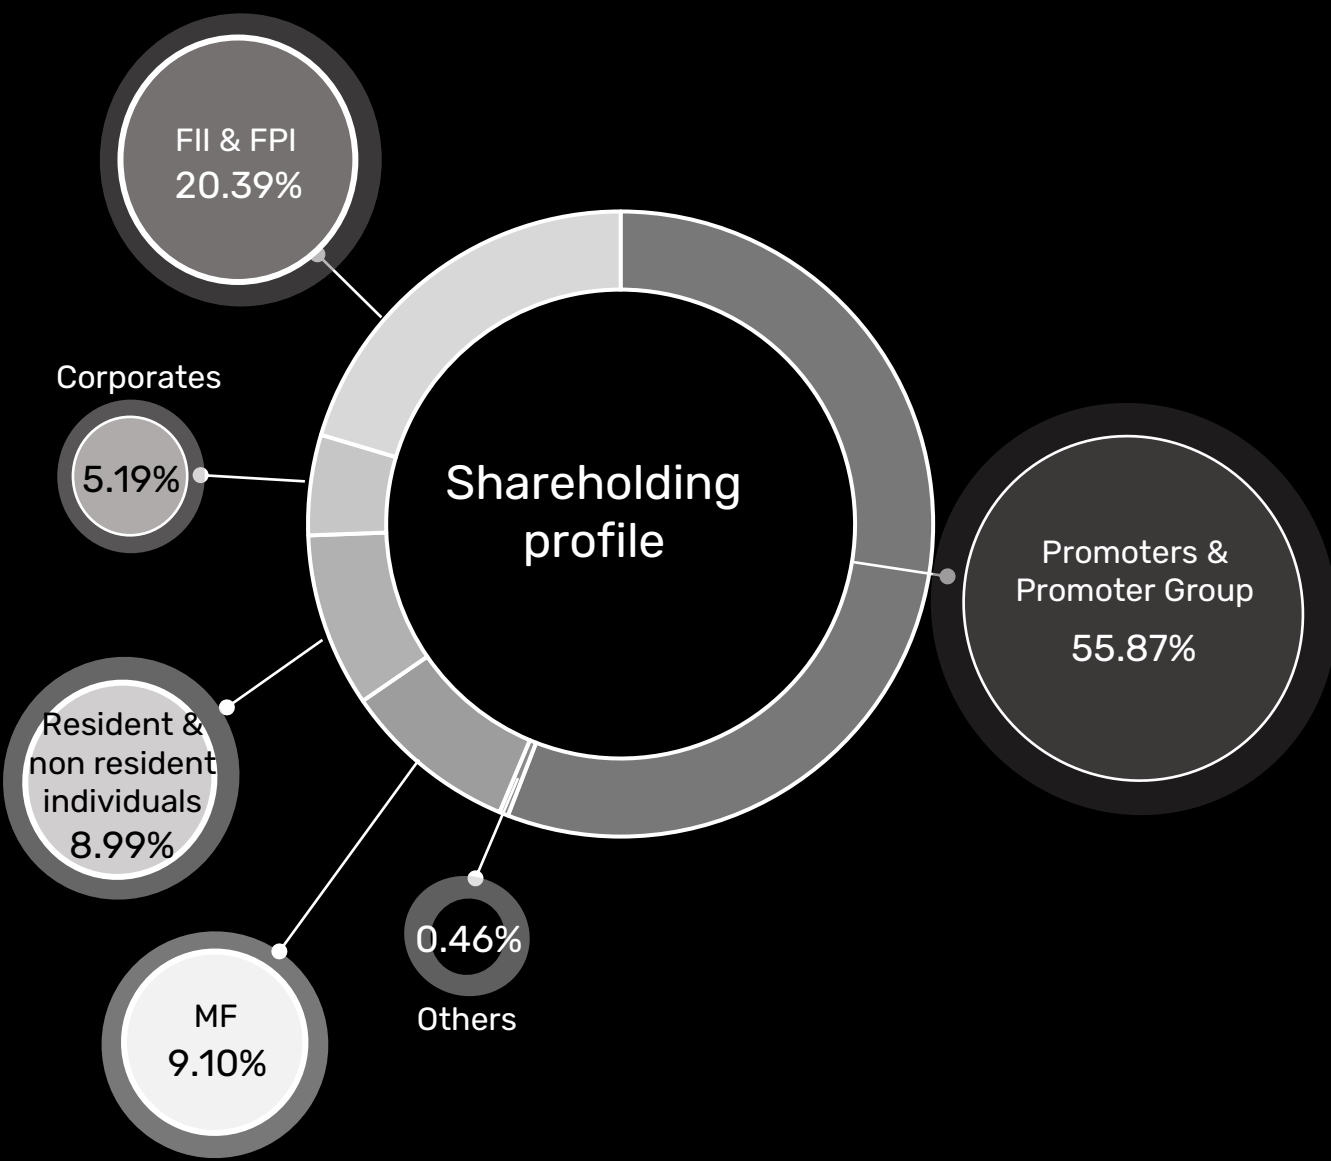 FII & FPI
20.39%
Corporates
5.19%
Shareholding
profile
Promoters &
Promoter Group
55.87%
Resident &
non resident
individuals
8.99%
0.46%
Others
MF
9.10%